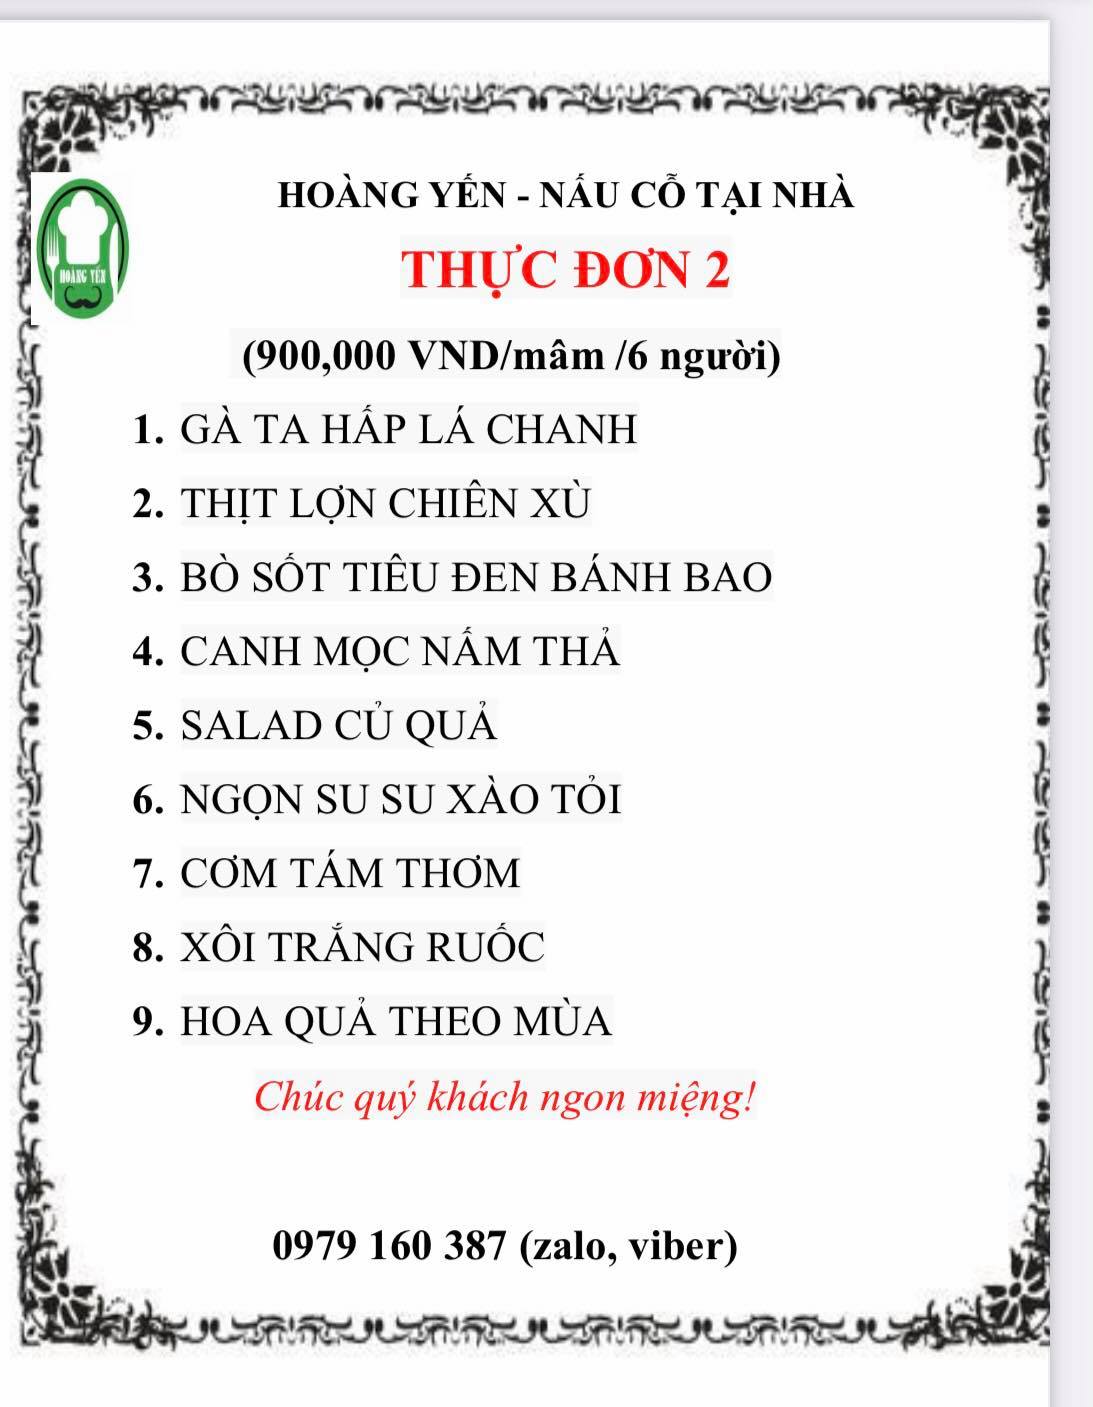 HOÀNG YẾN - NẤU CỖ TẠI NHÀ
HOÀNG YẾN
THỰC ĐƠN 2
(900,000 VND/mâm /6 người)
1. GÀ TA HẤP LÁ CHANH
2. THỊT LỢN CHIÊN XÙ
3. BÒ SỐT TIÊU ĐEN BÁNH BAO
4. CANH MỌC NẤM THẢ
5. SALAD CỦ QUẢ
6. NGỌN SU SU XÀO TỎI
7. CƠM TÁM THƠM
8. XÔI TRẮNG RUỐC
9. HOA QUẢ THEO MÙA
Chúc quý khách ngon miệng!
0979 160 387 (zalo, viber)